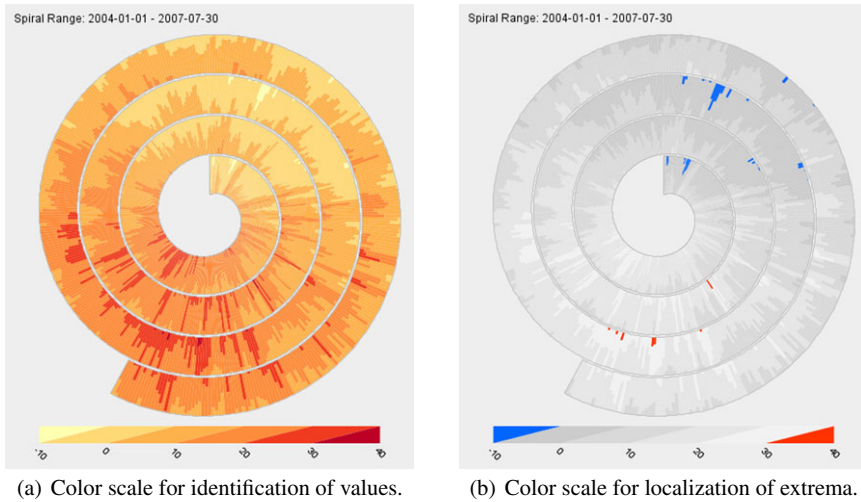 Spiral Range: 2004-01-01 - 2007-07-30
-10 0 10 20 30 40
(a) Color scale for identification of values.
Spiral Range: 2004-01-01 - 2007-07-30
-10 0 10 20 30 40
(b) Color scale for localization of extrema.